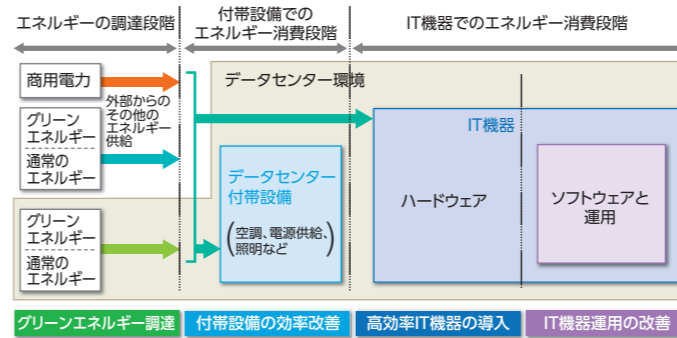 エネルギーの調達段階
付帯設備での
エネルギー消費段階
IT機器でのエネルギー消費段階
商用電力
外部からの
その他の
エネルギー
供給
グリーン
エネルギー
通常の
エネルギー
グリーン
エネルギー
通常の
エネルギー
データセンター環境
データセンター
付帯設備
(空調、電源供給、
照明など)
IT機器
ハードウェア
ソフトウェアと
運用
グリーンエネルギー調達
付帯設備の効率改善
高効率IT機器の導入
IT機器運用の改善